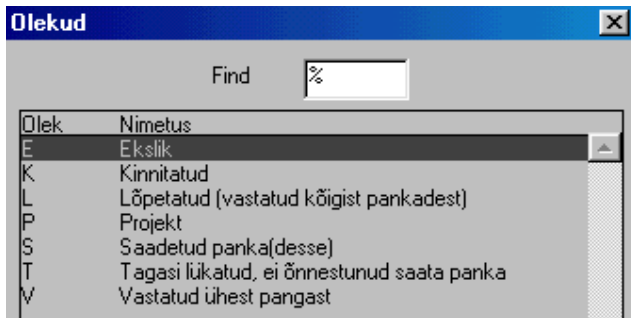 Olekud
Find %
Olek Nimetus
E Ekslik
K Kinnitatud
L Lõpetatud (vastatud kõigist pankadest)
P Projekt
S Saadetud panka(desse)
T Tagasi lükatud, ei õnnestunud saata panka
V Vastatud ühest pangast